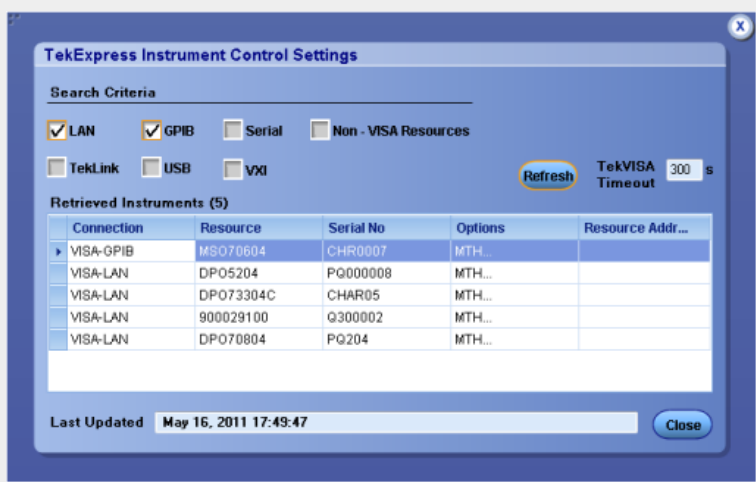 X
TekExpress Instrument Control Settings
Search Criteria
LAN GPIB Serial Non - VISA Resources
TekLink USB VXI
Refresh TekVISA Timeout 300 s
Retrieved Instruments (5)
Connection Resource Serial No Options Resource Addr...
VISA-GPIB MSO70604 CHR0007 MTH...
VISA-LAN DPO5204 PQ000008 MTH...
VISA-LAN DPO73304C CHAR05 MTH...
VISA-LAN 900029100 Q300002 MTH...
VISA-LAN DPO70804 PQ204 MTH...
Last Updated May 16, 2011 17:49:47
Close